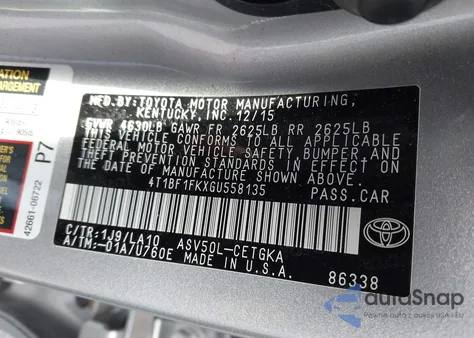 MFD. BY: TOYOTA MOTOR MANUFACTURING,
KENTUCKY, INC. 12/15
GVWR 4630LB GAWR FR 2625LB RR 2625LB
THIS VEHICLE CONFORMS TO ALL APPLICABLE
FEDERAL MOTOR VEHICLE SAFETY, BUMPER, AND
THEFT PREVENTION STANDARDS IN EFFECT ON
THE DATE OF MANUFACTURE SHOWN ABOVE.
4T1BF1FKXGU558135 PASS.CAR
C/TR: 1J9/LA10 ASV50L-CETGKA
A/TM:-01A/U760E MADE IN U.S.A.
86338
TOYOTA
P7
42661-06722
autoSnap